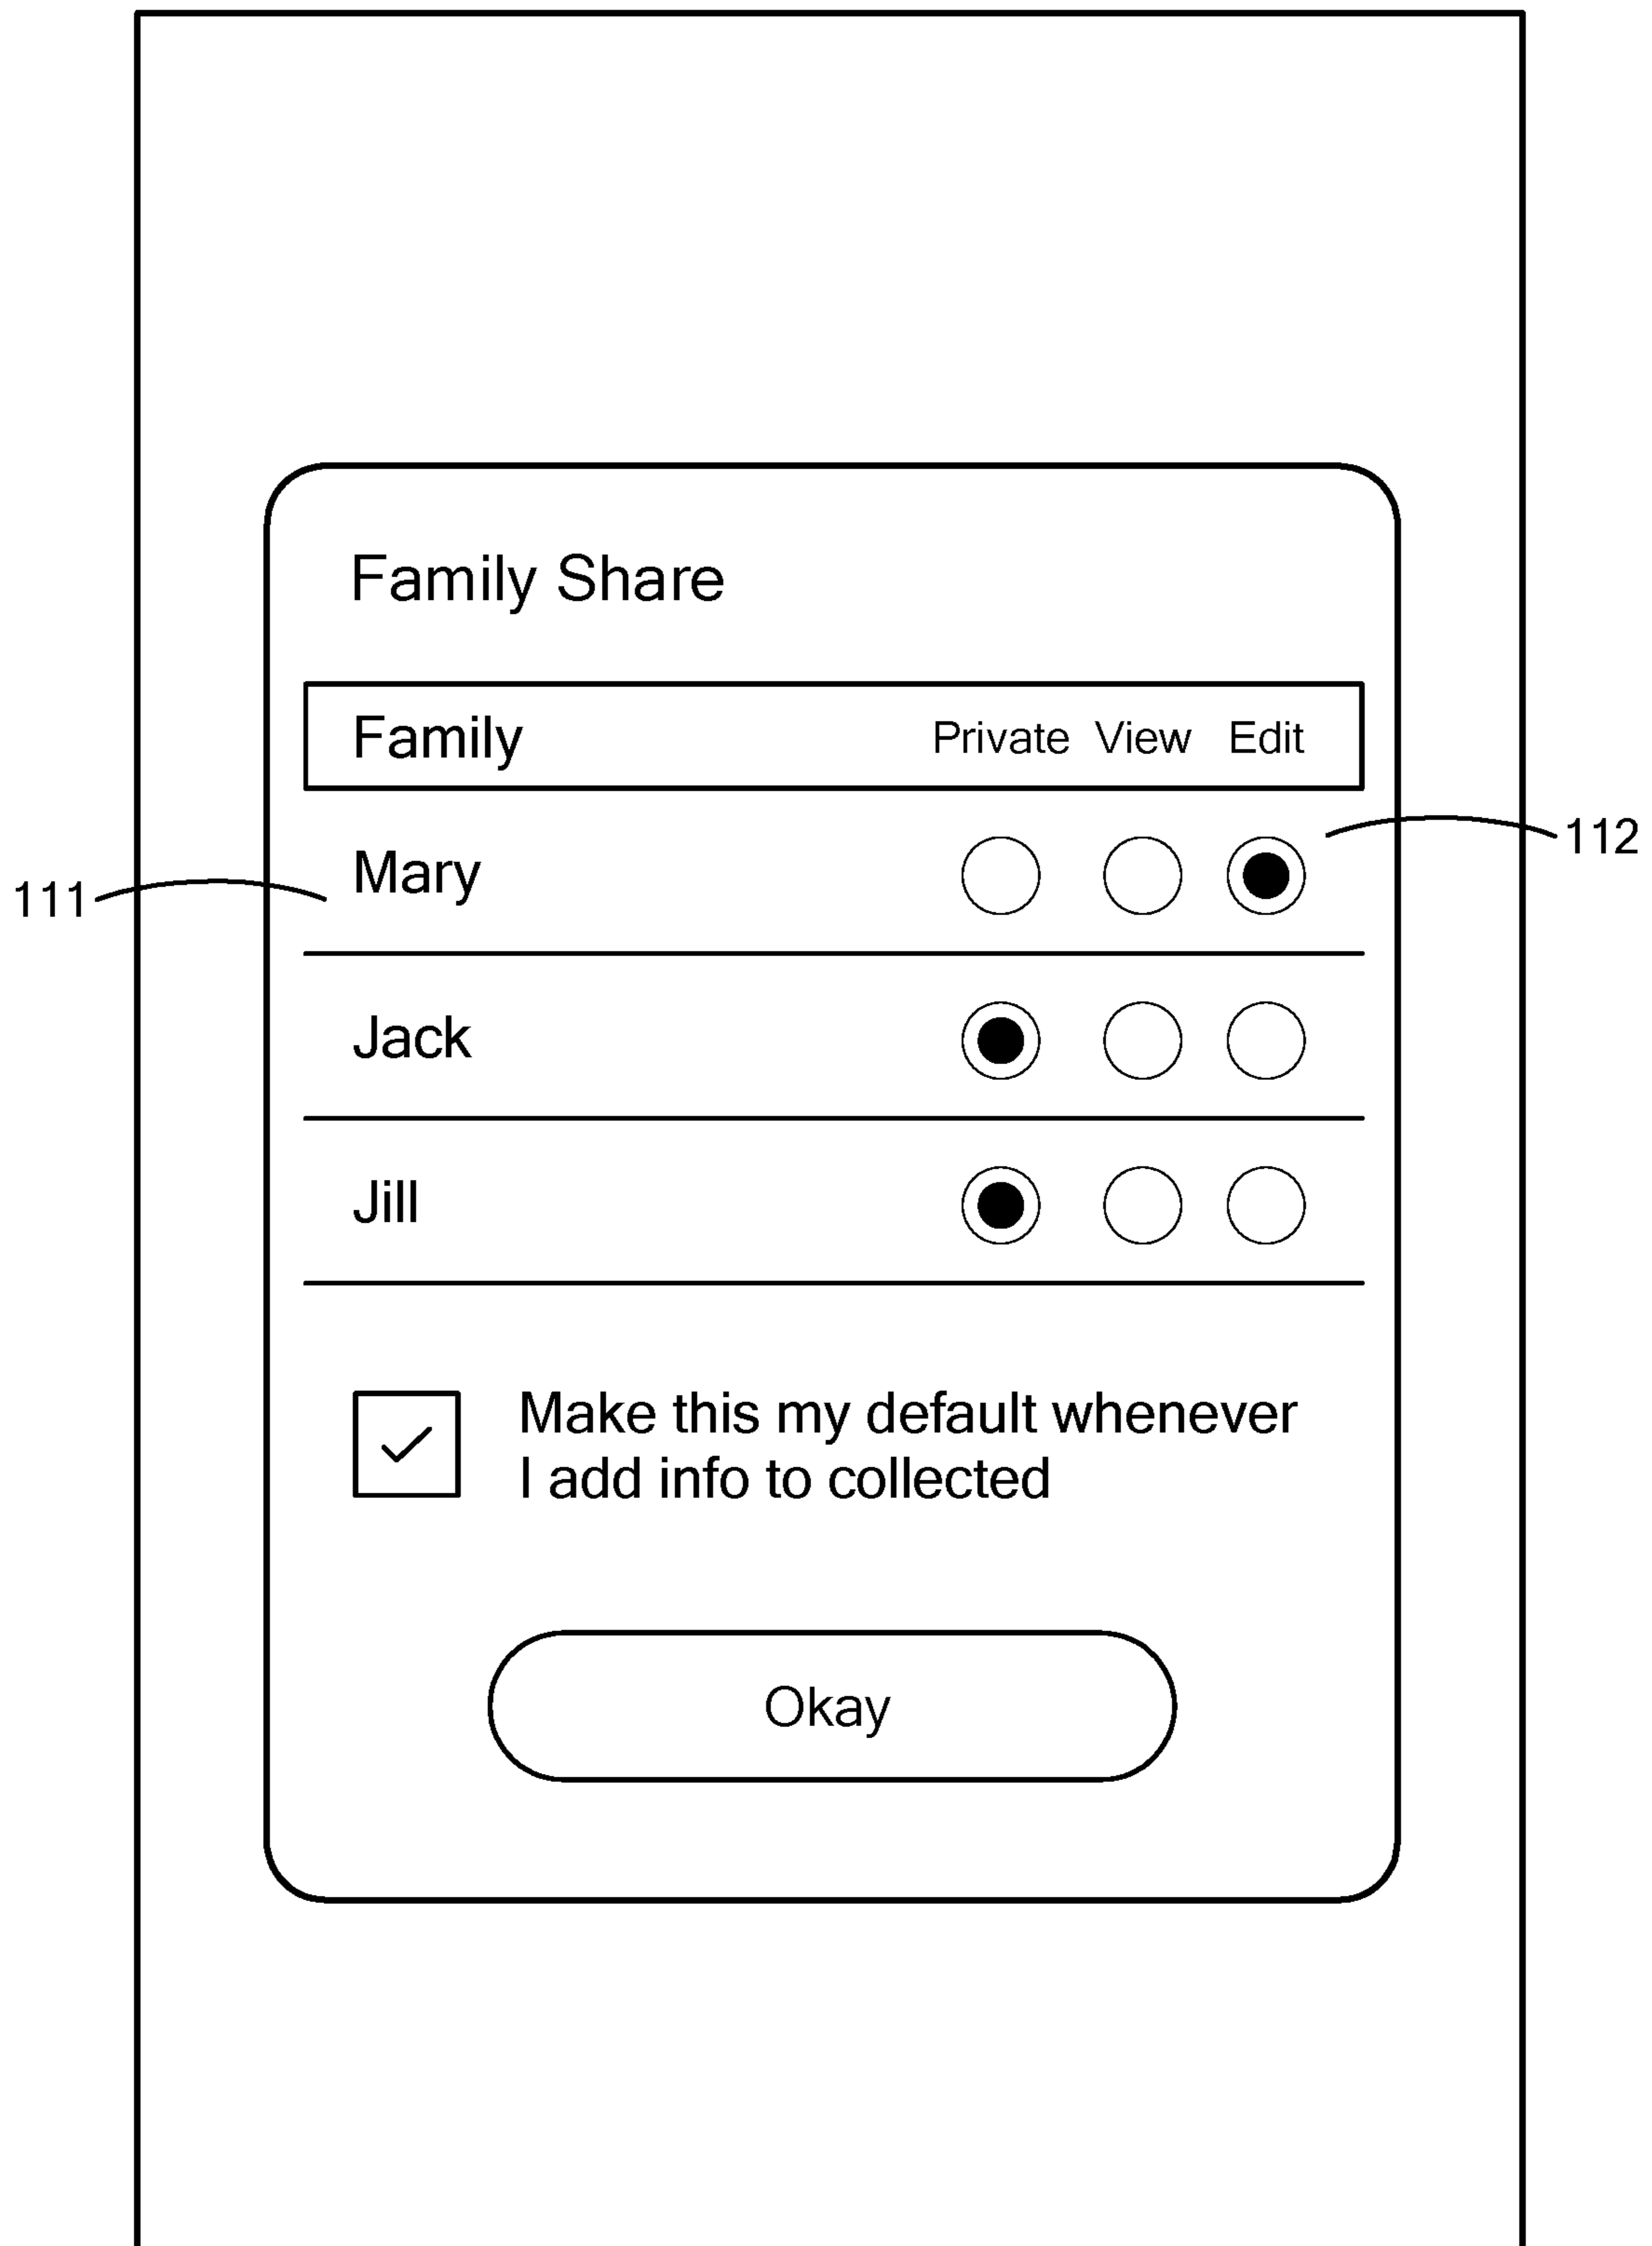 Family Share
Family Private View Edit
112
Mary
111
Jack
Jill
Make this my default whenever
I add info to collected
Okay